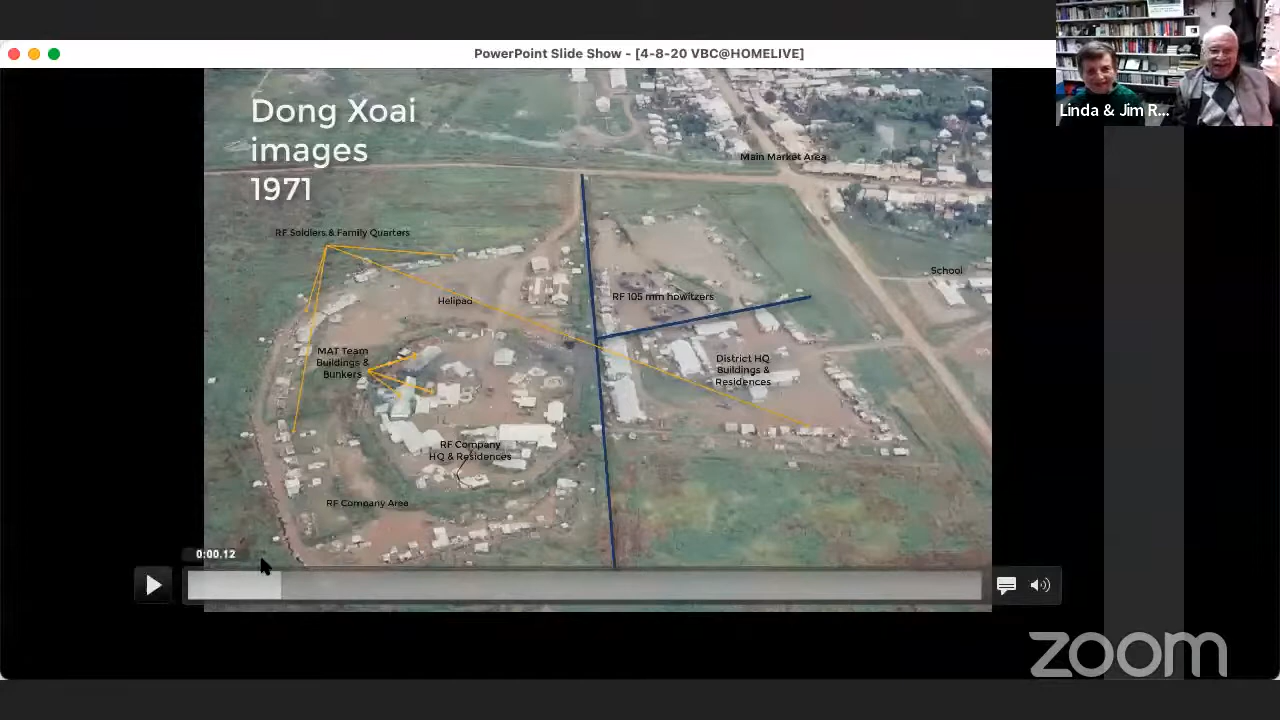 PowerPoint Slide Show - [4-8-20 VBC@HOMELIVE]
Linda & Jim R...
Dong Xoai
images
1971
Main Market Area
RF Soldiers & Family Quarters
School
RF 105 mm howitzers
Helipad
MAT Team
Buildings &
Bunkers
District HQ
Buildings &
Residences
RF Company
HQ & Residences
RF Company Area
0:00.12
zoom